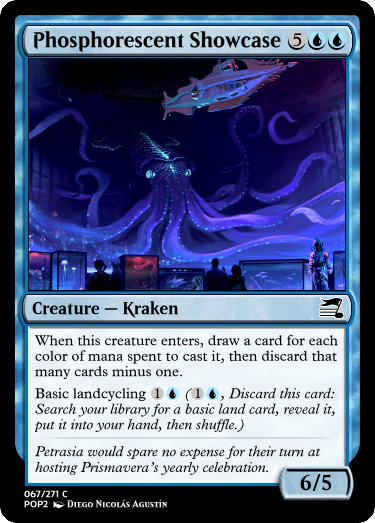 Phosphorescent Showcase 5
Creature — Kraken
When this creature enters, draw a card for each
color of mana spent to cast it, then discard that
many cards minus one.
Basic landcycling 1 (1, Discard this card:
Search your library for a basic land card, reveal it,
put it into your hand, then shuffle.)
Petrasia would spare no expense for their turn at
hosting Prismavera's yearly celebration.
6/5
067/271 C
POP2 Diego Nicolás Agustín